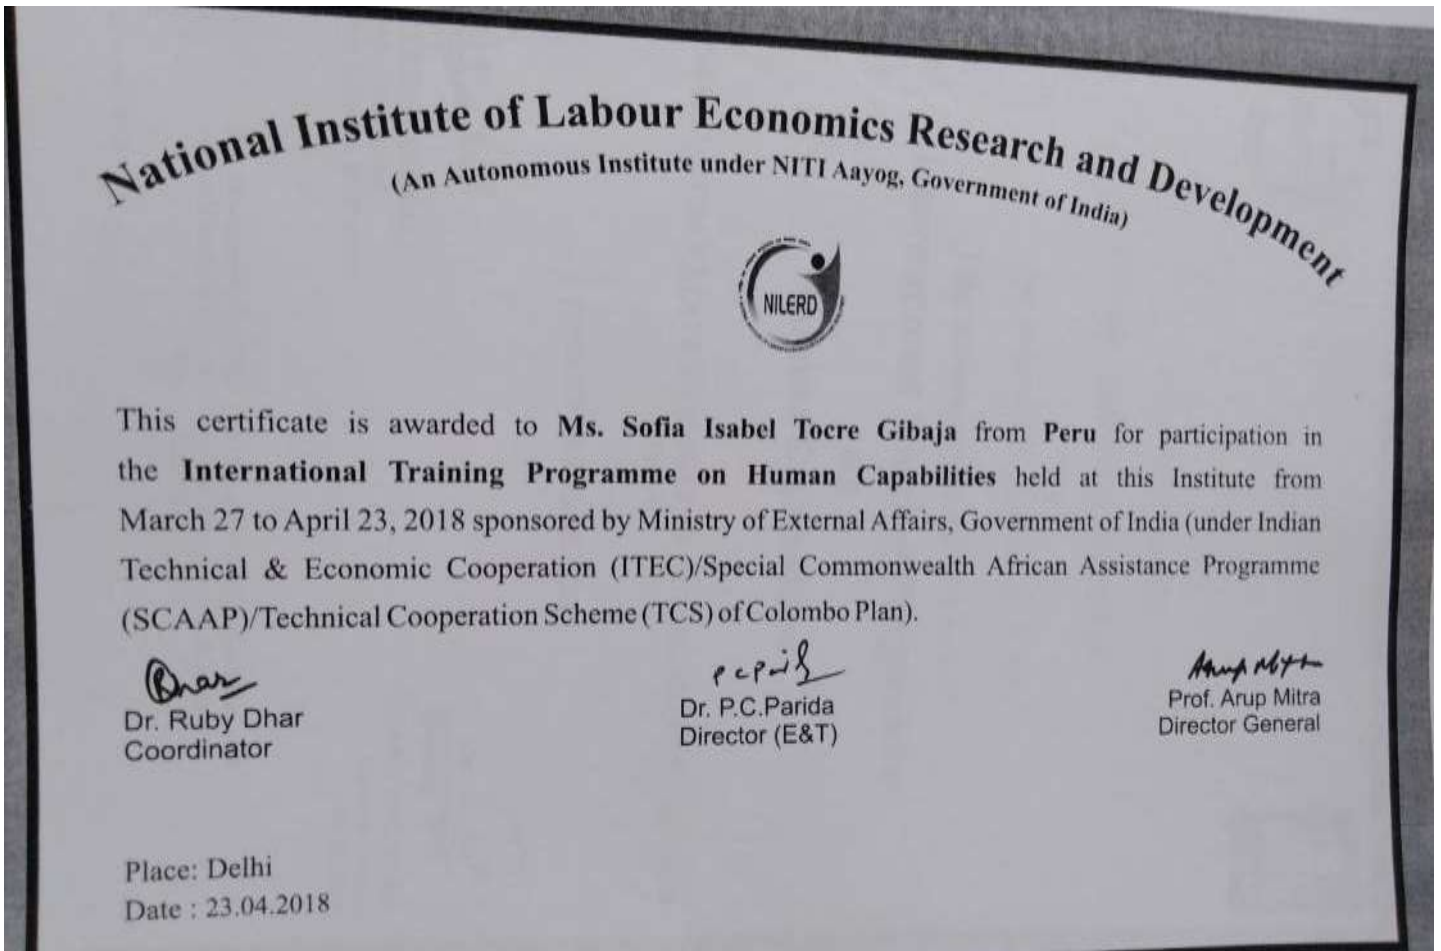 National Institute of Labour Economics Research and Development
(An Autonomous Institute under NITI Aayog, Government of India)
NILERD
This certificate is awarded to Ms. Sofia Isabel Tocre Gibaja from Peru for participation in
the International Training Programme on Human Capabilities held at this Institute from
March 27 to April 23, 2018 sponsored by Ministry of External Affairs, Government of India (under Indian
Technical & Economic Cooperation (ITEC)/Special Commonwealth African Assistance Programme
(SCAAP)/Technical Cooperation Scheme (TCS) of Colombo Plan).
Dhar
Dr. Ruby Dhar
Coordinator
Dr. P.C.Parida
Director (E&T)
Prof. Arup Mitra
Director General
Place: Delhi
Date : 23.04.2018